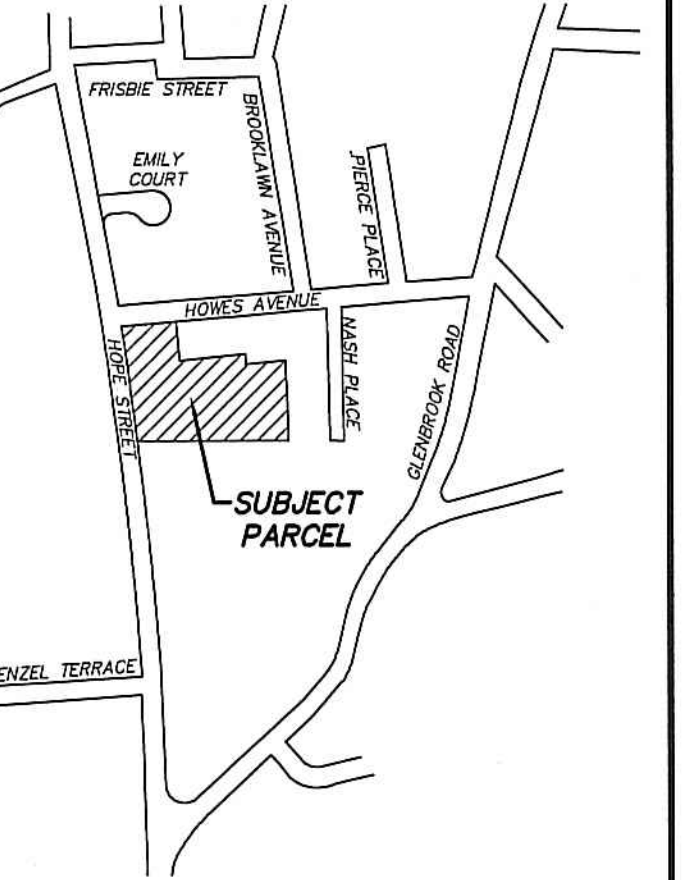 FRISBIE STREET
EMILY
COURT
BROOKLAWN AVENUE
PIERCE PLACE
HOWES AVENUE
HOPE STREET
NASH PLACE
GLENBROOK ROAD
SUBJECT
PARCEL
ENZEL TERRACE